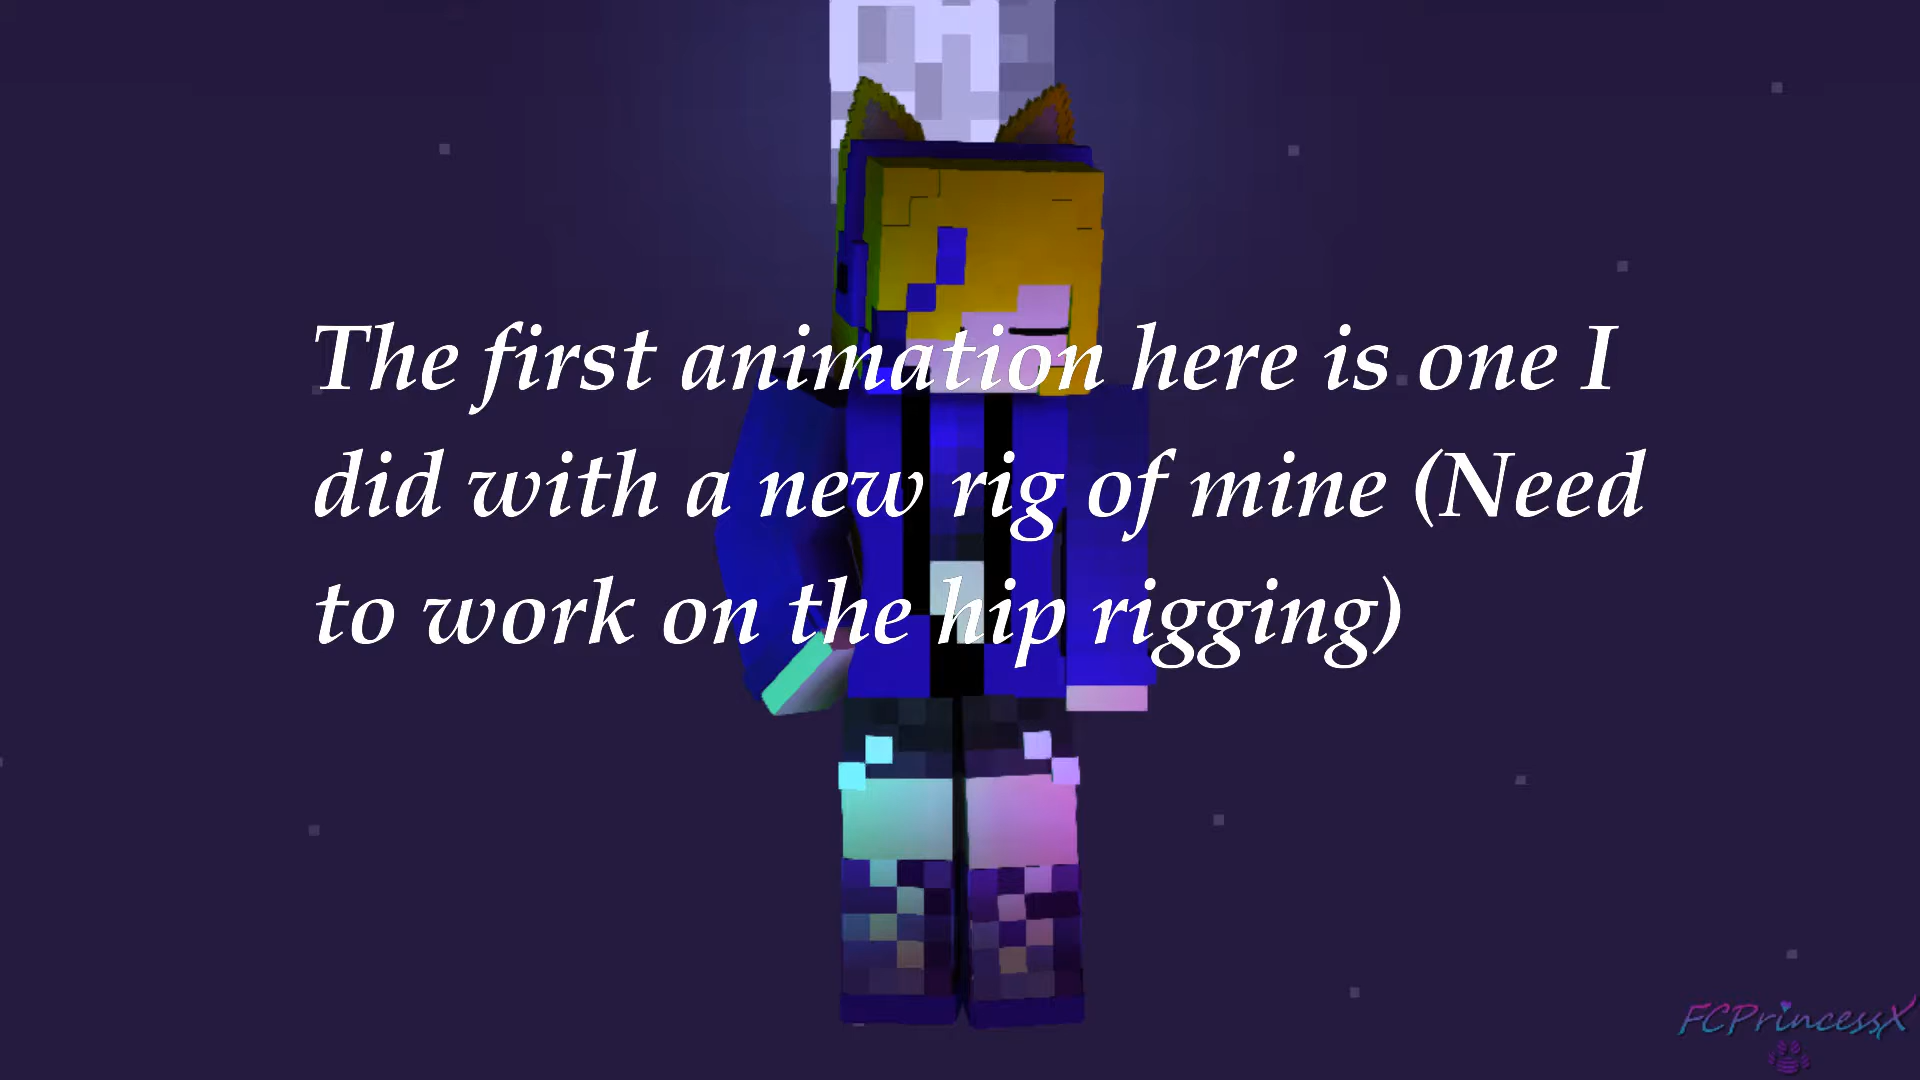 The first animation here is one I
did with a new rig of mine (Need
to work on the hip rigging)
FCPrincessX